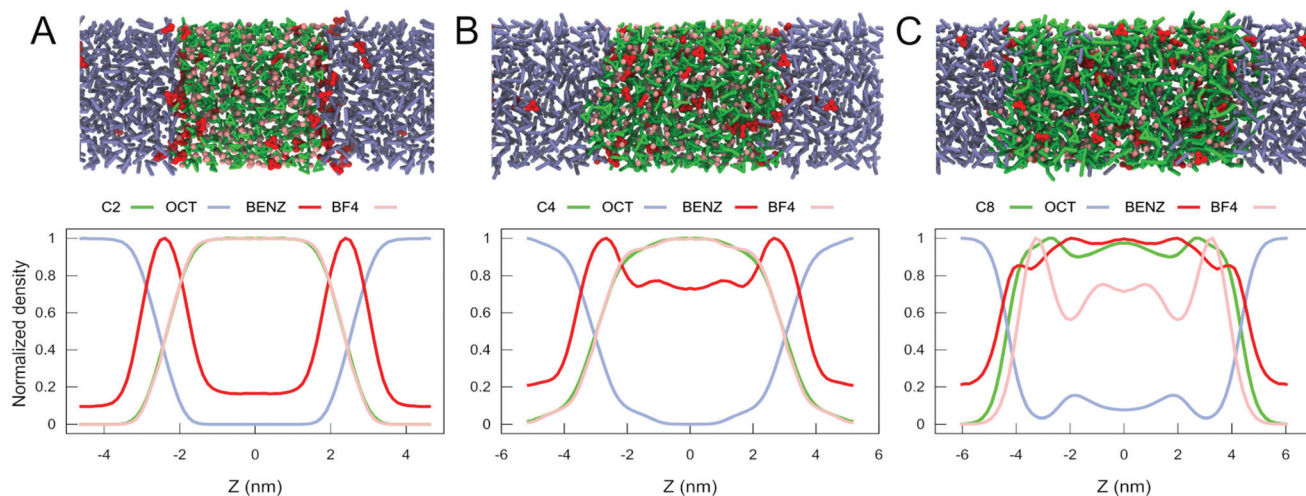 A B C
C2 OCT BENZ BF4
C4 OCT BENZ BF4
C8 OCT BENZ BF4
Normalized density
1
0.8
0.6
0.4
0.2
0
-4 -2 0 2 4
Z (nm)
1
0.8
0.6
0.4
0.2
0
-6 -4 -2 0 2 4 6
Z (nm)
1
0.8
0.6
0.4
0.2
0
-6 -4 -2 0 2 4 6
Z (nm)